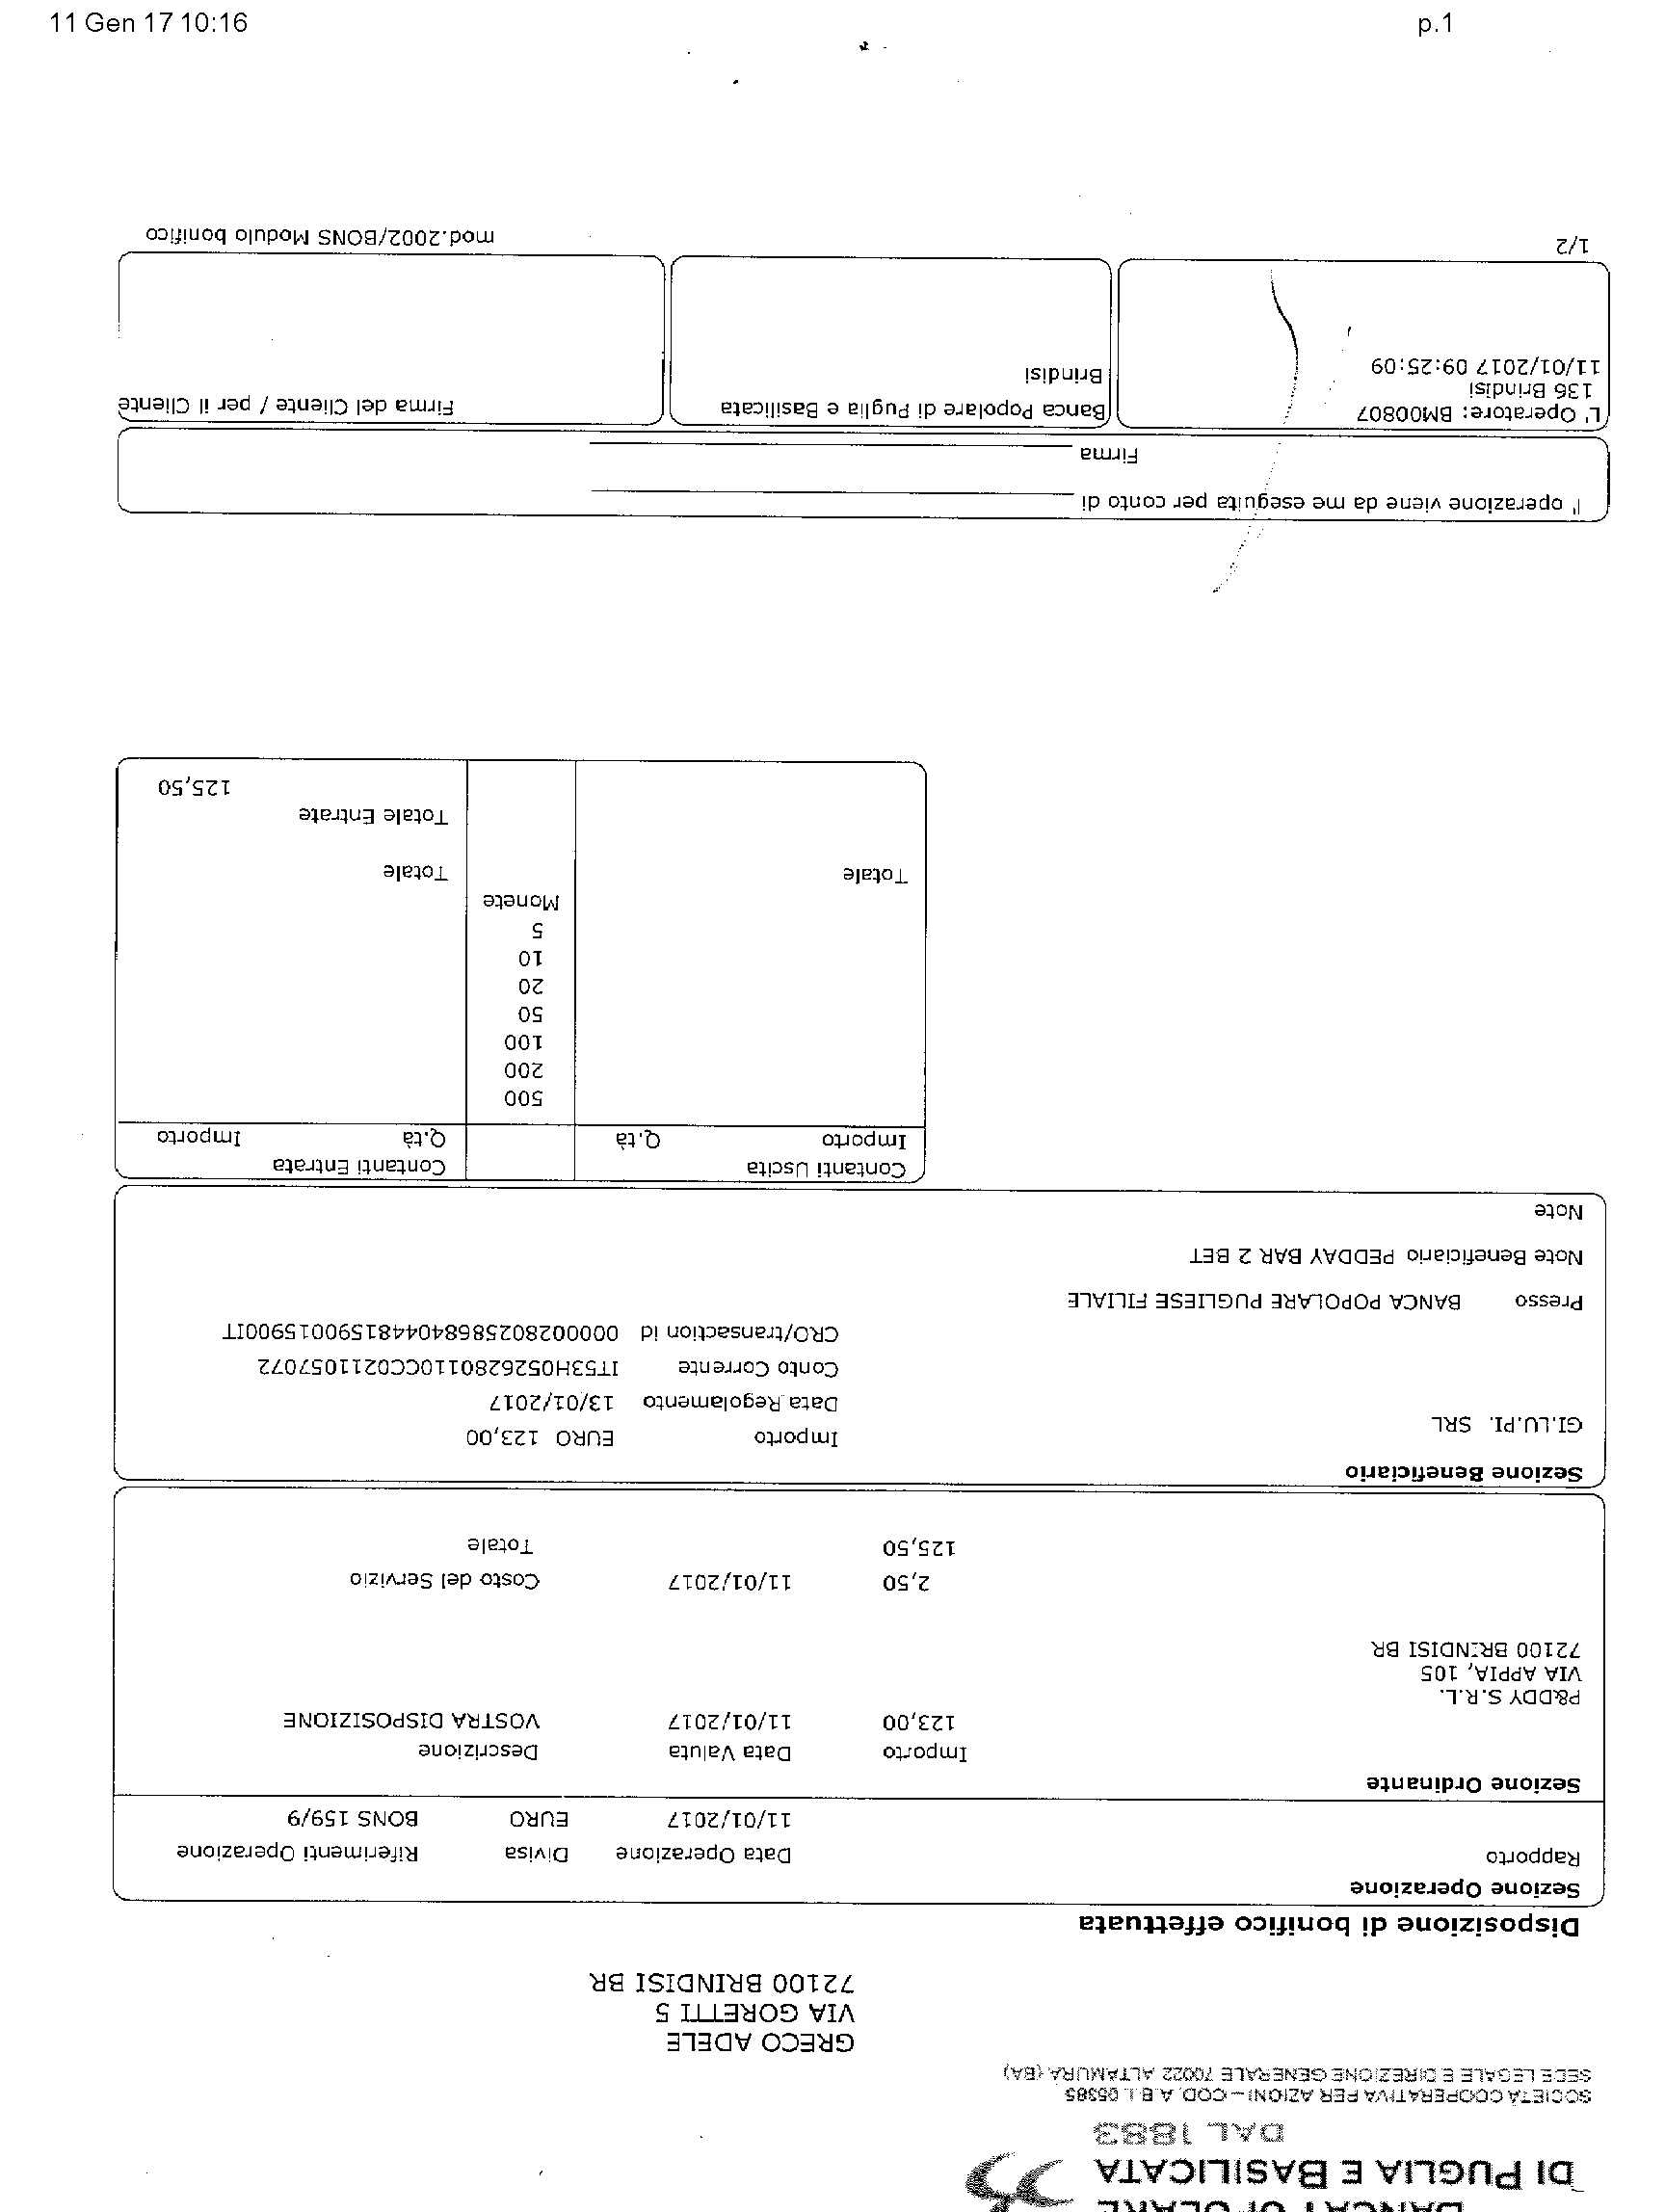 11 Gen 17 10:16
p.1
BANCA POPOLARE
DI PUGLIA E BASILICATA
DAL 1883
SOCIETÀ COOPERATIVA PER AZIONI - COD. A.B.I. 05385
SEDE LEGALE E DIREZIONE GENERALE 70022 ALTAMURA (BA)
GRECO ADELE
VIA GORETTI 5
72100 BRINDISI BR
Disposizione di bonifico effettuata
Sezione Operazione
Rapporto Data Operazione Divisa Riferimenti Operazione
11/01/2017 EURO BONS 159/9
Sezione Ordinante
Importo Data Valuta Descrizione
123,00 11/01/2017 VOSTRA DISPOSIZIONE
P&DDY S.R.L.
VIA APPIA, 105
72100 BRINDISI BR
2,50 11/01/2017 Costo del Servizio
125,50 Totale
Sezione Beneficiario
Importo EURO 123,00
GI.LU.PI. SRL
Data Regolamento 13/01/2017
Conto Corrente IT53H0526280110CC0211057072
CRO/transaction id 0000028025868404481590015900IT
Presso BANCA POPOLARE PUGLIESE FILIALE
Note Beneficiario PEDDAY BAR 2 BET
Note
Contanti Uscita Contanti Entrata
Importo Q.tà Q.tà Importo
500
200
100
50
20
10
5
Monete
Totale Totale
Totale Entrate
125,50
l' operazione viene da me eseguita per conto di
Firma
L' Operatore: BM00807
136 Brindisi
11/01/2017 09:25:09
Banca Popolare di Puglia e Basilicata
Brindisi
Firma del Cliente / per il Cliente
1/2
mod.2002/BONS Modulo bonifico